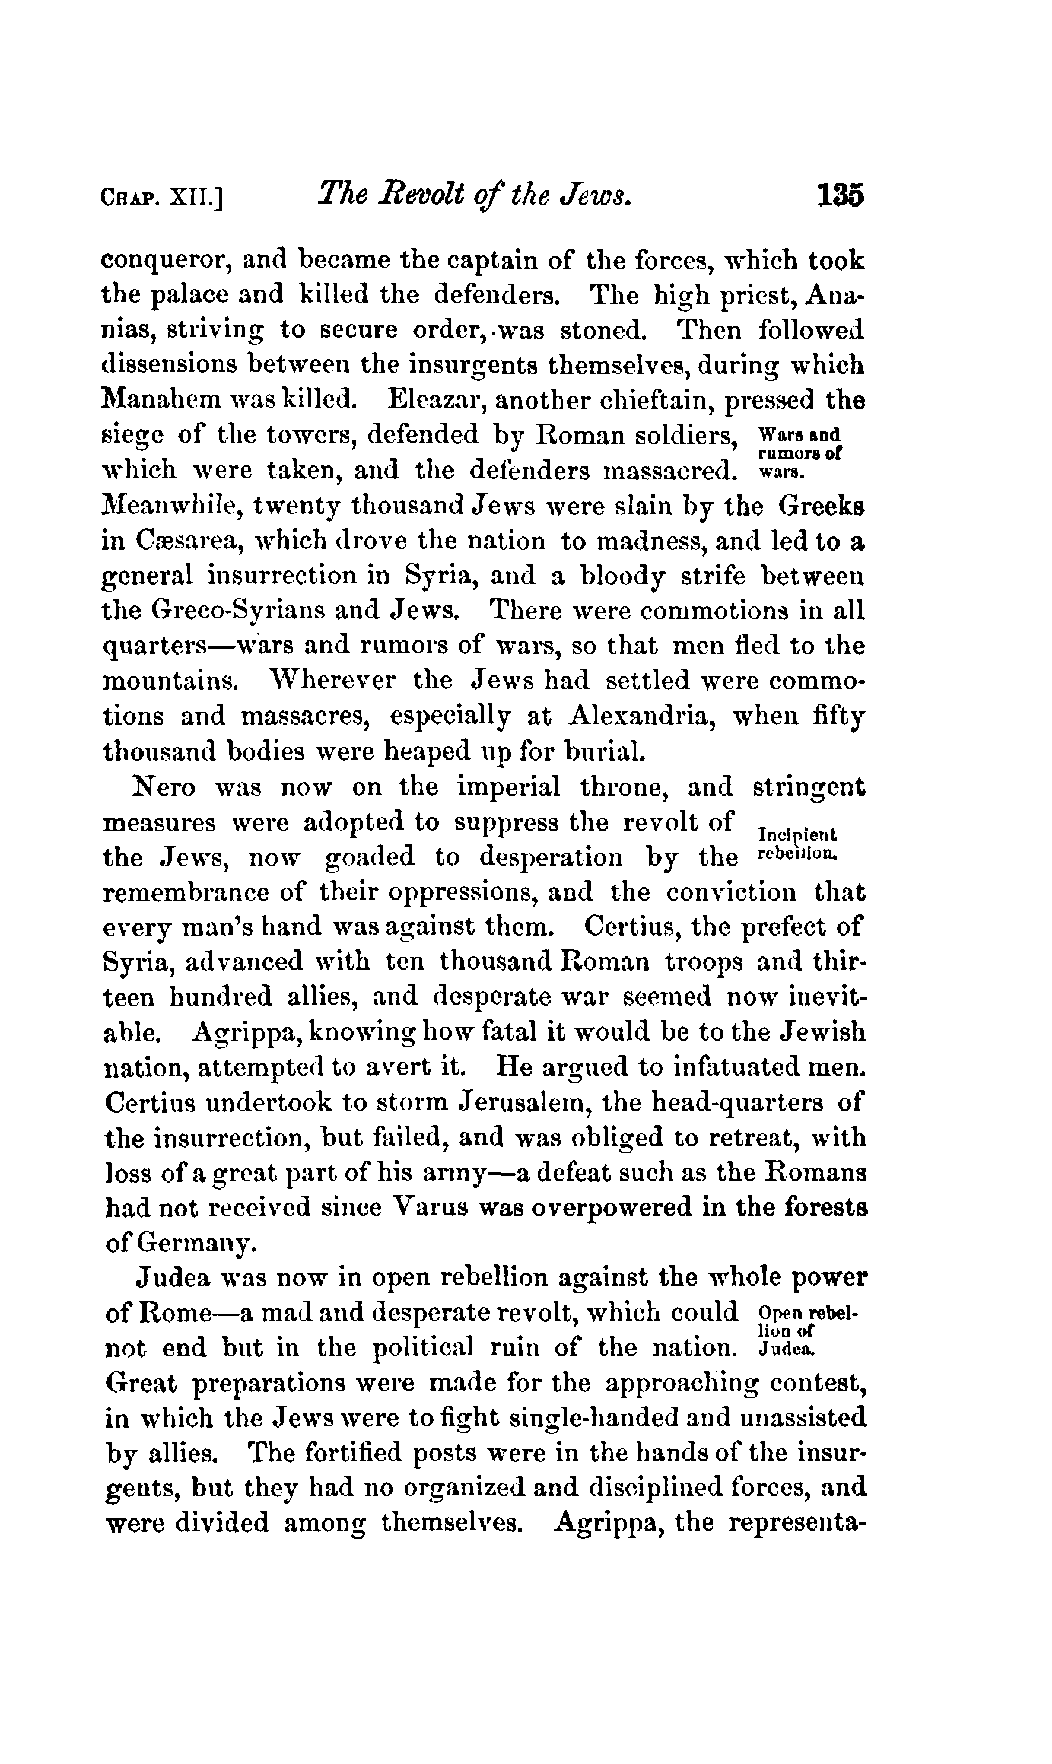 CHAP. XII.] The Revolt of the Jews. 135
conqueror, and became the captain of the forces, which took
the palace and killed the defenders. The high priest, Ana-
nias, striving to secure order, was stoned. Then followed
dissensions between the insurgents themselves, during which
Manahem was killed. Eleazar, another chieftain, pressed the
siege of the towers, defended by Roman soldiers,
which were taken, and the defenders massacred.
Wars and
rumors of
wars.
Meanwhile, twenty thousand Jews were slain by the Greeks
in Cæsarea, which drove the nation to madness, and led to a
general insurrection in Syria, and a bloody strife between
the Greco-Syrians and Jews. There were commotions in all
quarters—wars and rumors of wars, so that men fled to the
mountains. Wherever the Jews had settled were commo-
tions and massacres, especially at Alexandria, when fifty
thousand bodies were heaped up for burial.
Nero was now on the imperial throne, and stringent
measures were adopted to suppress the revolt of
the Jews, now goaded to desperation by the
Incipient
rebellion.
remembrance of their oppressions, and the conviction that
every man's hand was against them. Certius, the prefect of
Syria, advanced with ten thousand Roman troops and thir-
teen hundred allies, and desperate war seemed now inevit-
able. Agrippa, knowing how fatal it would be to the Jewish
nation, attempted to avert it. He argued to infatuated men.
Certius undertook to storm Jerusalem, the head-quarters of
the insurrection, but failed, and was obliged to retreat, with
loss of a great part of his army—a defeat such as the Romans
had not received since Varus was overpowered in the forests
of Germany.
Judea was now in open rebellion against the whole power
of Rome—a mad and desperate revolt, which could
not end but in the political ruin of the nation.
Open rebel-
lion of
Judea.
Great preparations were made for the approaching contest,
in which the Jews were to fight single-handed and unassisted
by allies. The fortified posts were in the hands of the insur-
gents, but they had no organized and disciplined forces, and
were divided among themselves. Agrippa, the representa-